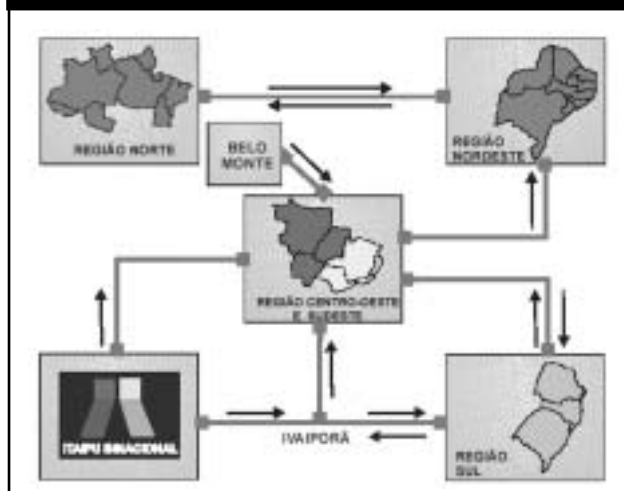 REGIÃO NORTE
REGIÃO
NORDESTE
BELO
MONTE
REGIÃO CENTRO-OESTE
E SUDESTE
ITAIPU BINACIONAL
IVAIPORÃ
REGIÃO
SUL